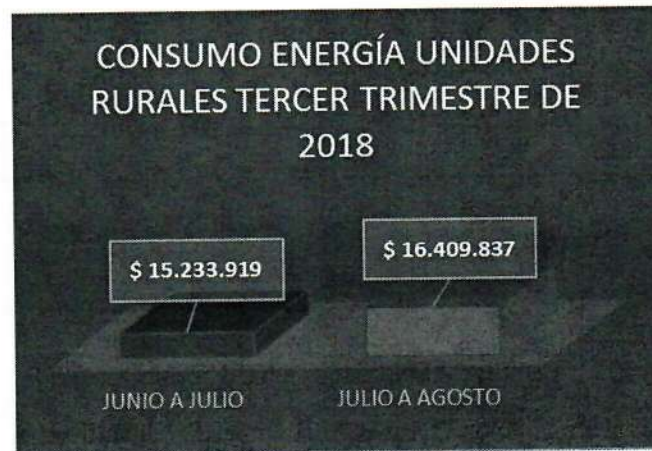 CONSUMO ENERGÍA UNIDADES
RURALES TERCER TRIMESTRE DE
2018
$ 15.233.919
$ 16.409.837
JUNIO A JULIO
JULIO A AGOSTO